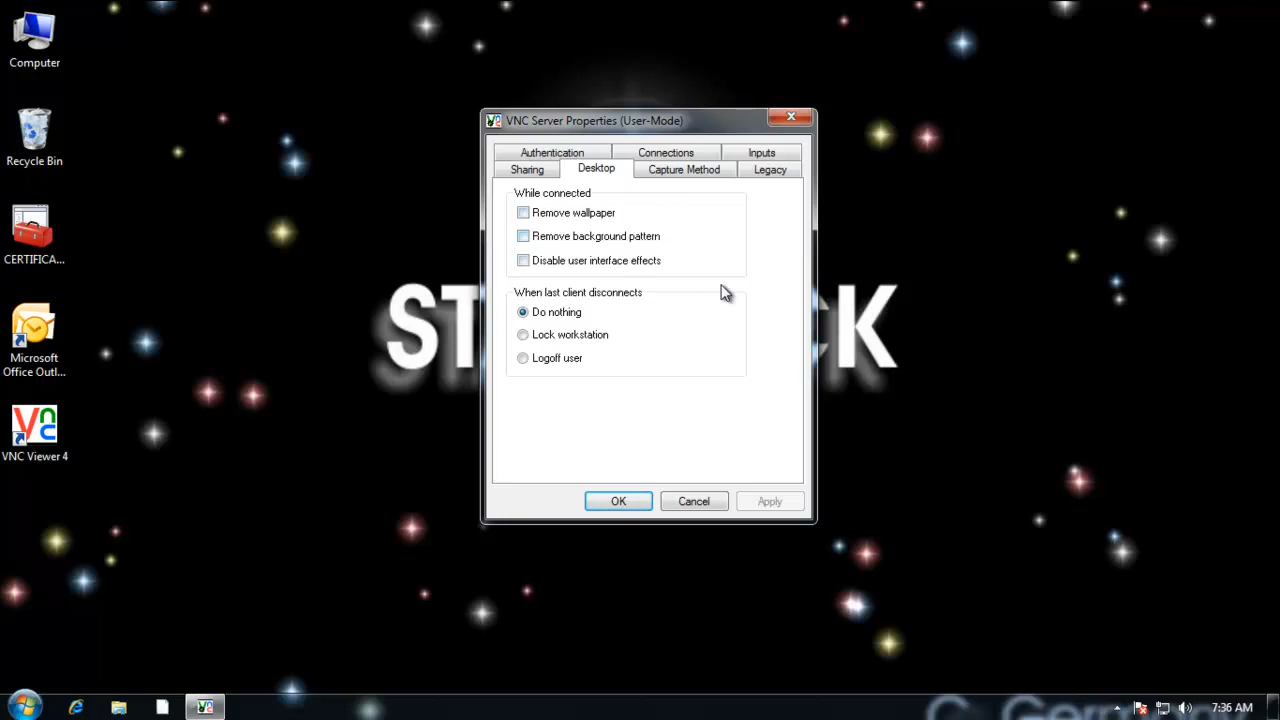 Computer
Recycle Bin
CERTIFICA...
Microsoft
Office Outl...
VNC Viewer 4
VNC Server Properties (User-Mode)
Authentication
Connections
Inputs
Sharing
Desktop
Capture Method
Legacy
While connected
Remove wallpaper
Remove background pattern
Disable user interface effects
When last client disconnects
Do nothing
Lock workstation
Logoff user
OK
Cancel
Apply
7:36 AM